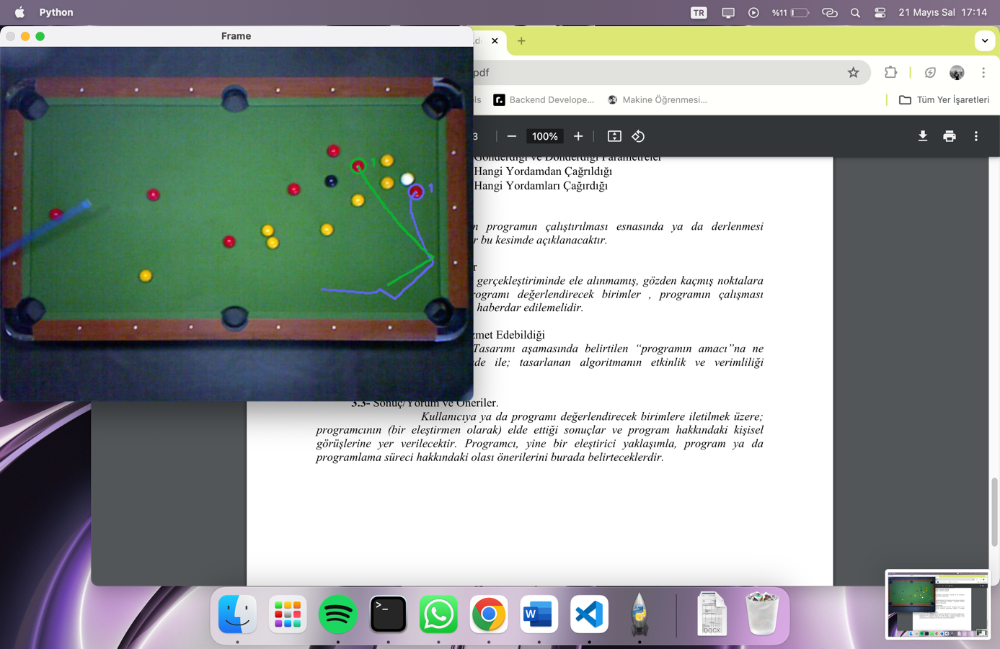 Python
TR
%11
21 Mayıs Sal 17:14
Frame
pdf
Backend Develope...
Makine Öğrenmesi...
Tüm Yer İşaretleri
3
100%
Gönderdiği ve Dönderdiği Parametreler
Hangi Yordamdan Çağrıldığı
Hangi Yordamları Çağırdığı
programın çalıştırılması esnasında ya da derlenmesi
bu kesimde açıklanacaktır.
gerçekleştiriminde ele alınmamış, gözden kaçmış noktalara
değerlendirecek birimler , programın çalışması
haberdar edilemelidir.
Edebildiği
Tasarımı aşamasında belirtilen “programın amacı”na ne
ile; tasarlanan algoritmanın etkinlik ve verimliliği
3.3- Sonuç/Yorum ve Öneriler.
Kullanıcıya ya da programı değerlendirecek birimlere iletilmek üzere;
programcının (bir eleştirmen olarak) elde ettiği sonuçlar ve program hakkındaki kişisel
görüşlerine yer verilecektir. Programcı, yine bir eleştirici yaklaşımla, program ya da
programlama süreci hakkındaki olası önerilerini burada belirteceklerdir.
1
1
>_
W
DOCX